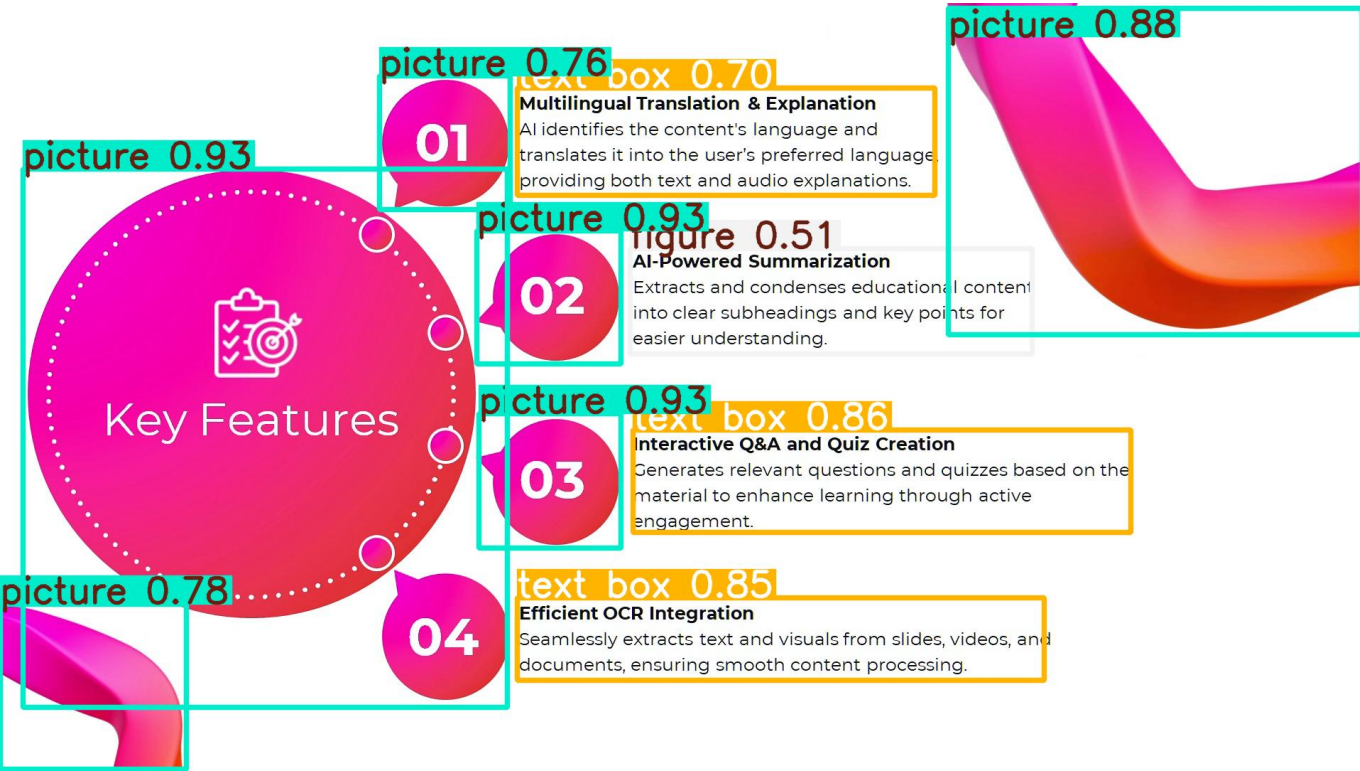 picture 0.88
picture 0.76
text box 0.70
01
Multilingual Translation & Explanation
AI identifies the content's language and
translates it into the user's preferred language,
providing both text and audio explanations.
picture 0.93
Key Features
picture 0.93
02
figure 0.51
AI-Powered Summarization
Extracts and condenses educational content
into clear subheadings and key points for
easier understanding.
picture 0.93
03
text box 0.86
Interactive Q&A and Quiz Creation
Generates relevant questions and quizzes based on the
material to enhance learning through active
engagement.
04
text box 0.85
Efficient OCR Integration
Seamlessly extracts text and visuals from slides, videos, and
documents, ensuring smooth content processing.
picture 0.78